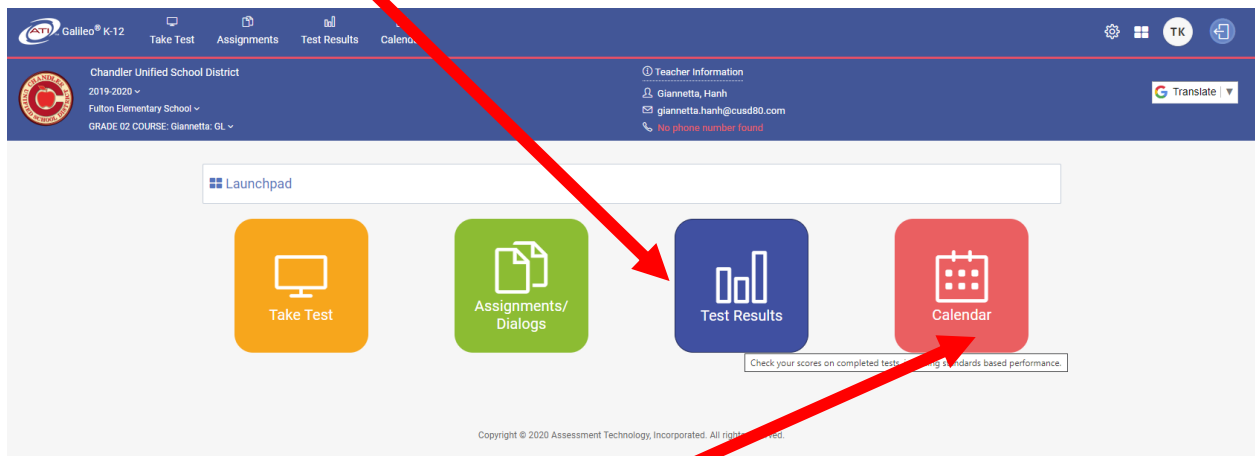 ATI Galileo® K-12
Take Test
Assignments
Test Results
TK
Chandler Unified School District
2019-2020
Fulton Elementary School
GRADE 02 COURSE: Giannetta: GL
Teacher Information
Giannetta, Hanh
giannetta.hanh@cusd80.com
No phone number found
G Translate
Launchpad
Take Test
Assignments/
Dialogs
Test Results
Calendar
Check your scores on completed tests, standards based performance.
Copyright © 2020 Assessment Technology, Incorporated. All